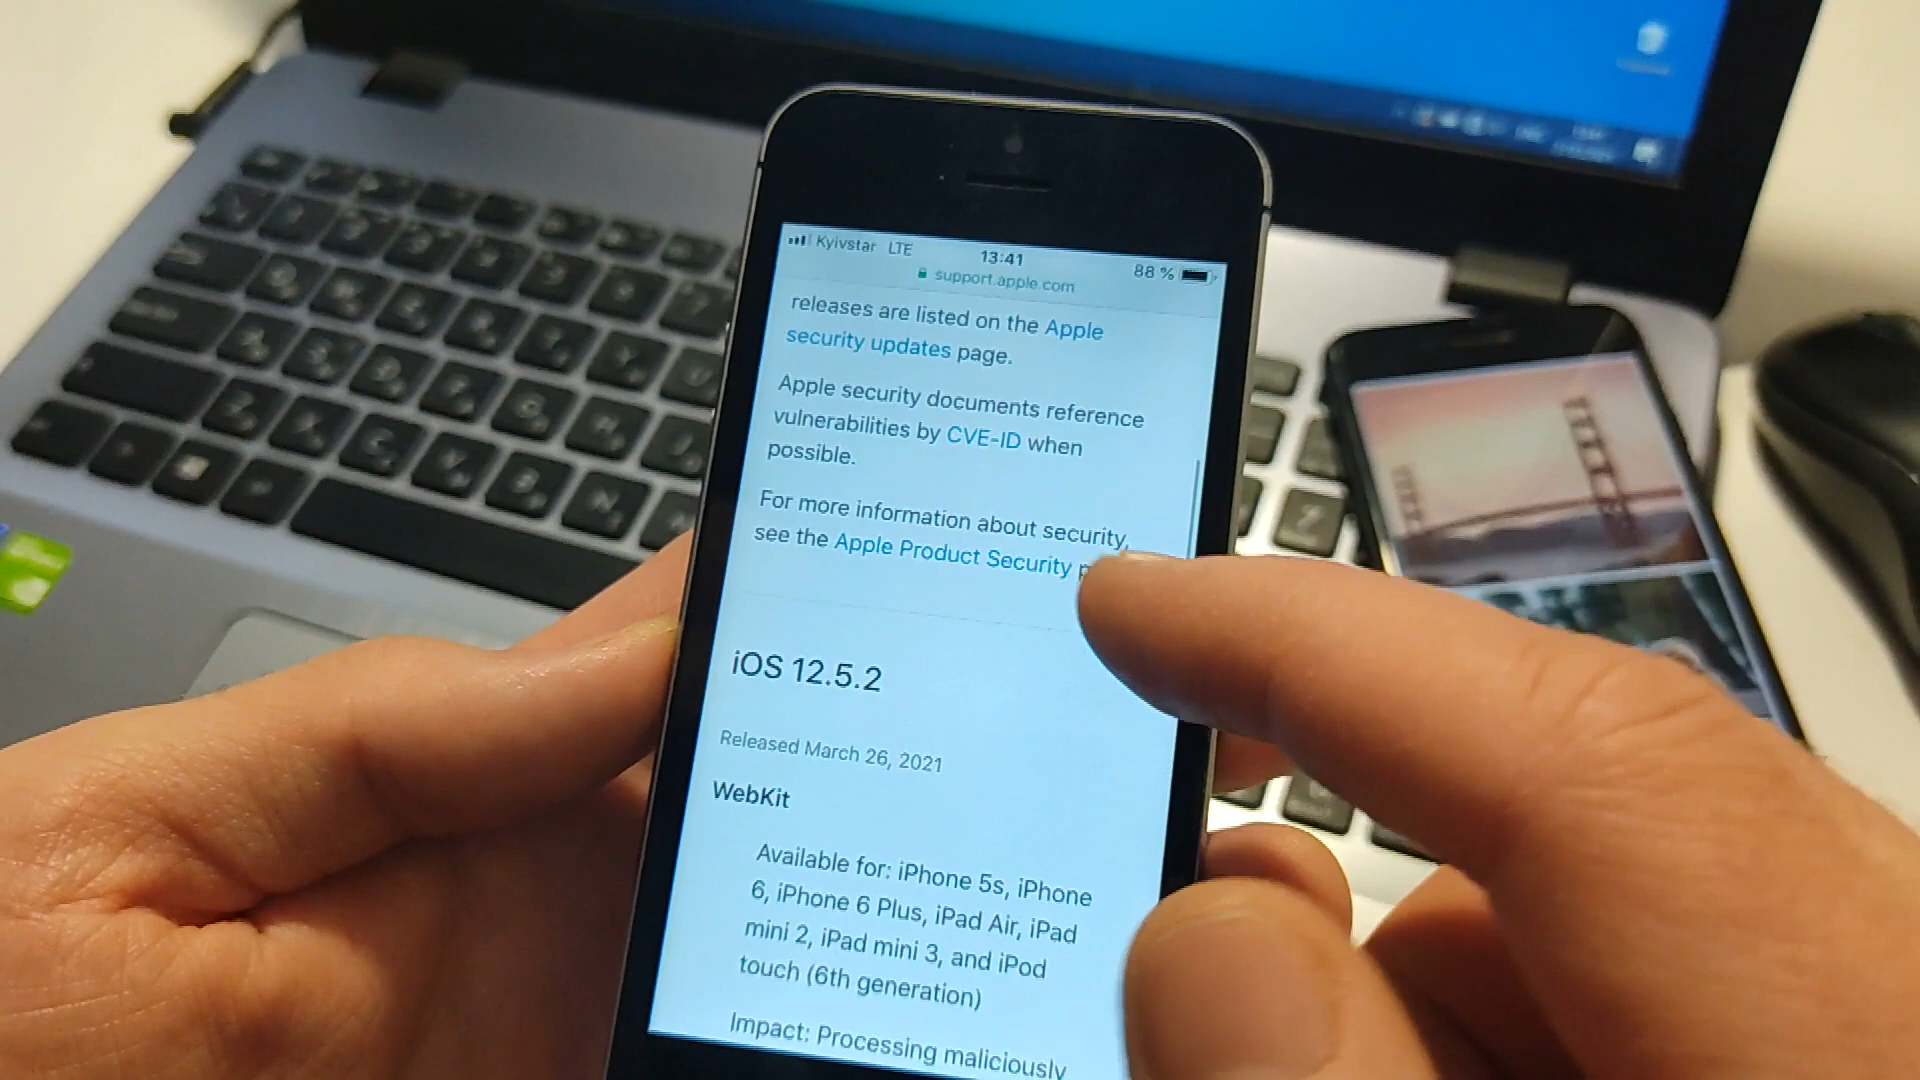 Kyivstar LTE 13:41 88 %
support.apple.com
releases are listed on the Apple
security updates page.
Apple security documents reference
vulnerabilities by CVE-ID when
possible.
For more information about security,
see the Apple Product Security
iOS 12.5.2
Released March 26, 2021
WebKit
Available for: iPhone 5s, iPhone
6, iPhone 6 Plus, iPad Air, iPad
mini 2, iPad mini 3, and iPod
touch (6th generation)
Impact: Processing maliciously